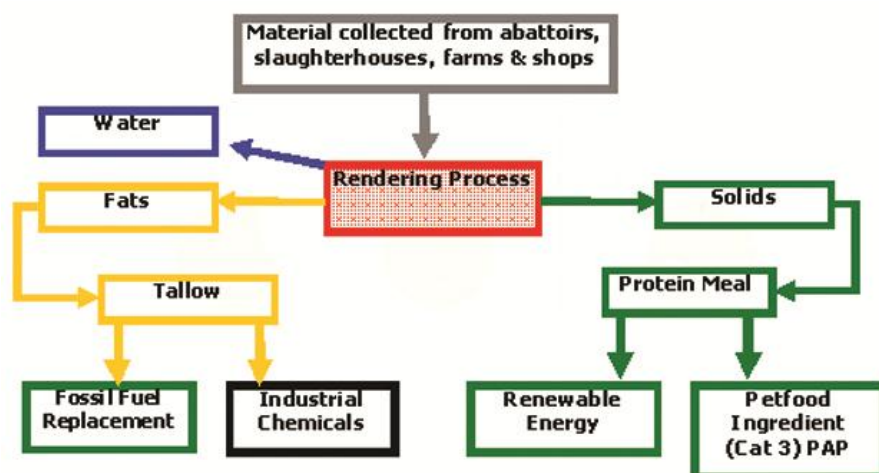 Material collected from abattoirs,
slaughterhouses, farms & shops
Water
Rendering Process
Fats
Solids
Tallow
Protein Meal
Fossil Fuel
Replacement
Industrial
Chemicals
Renewable
Energy
Petfood
Ingredient
(Cat 3) PAP